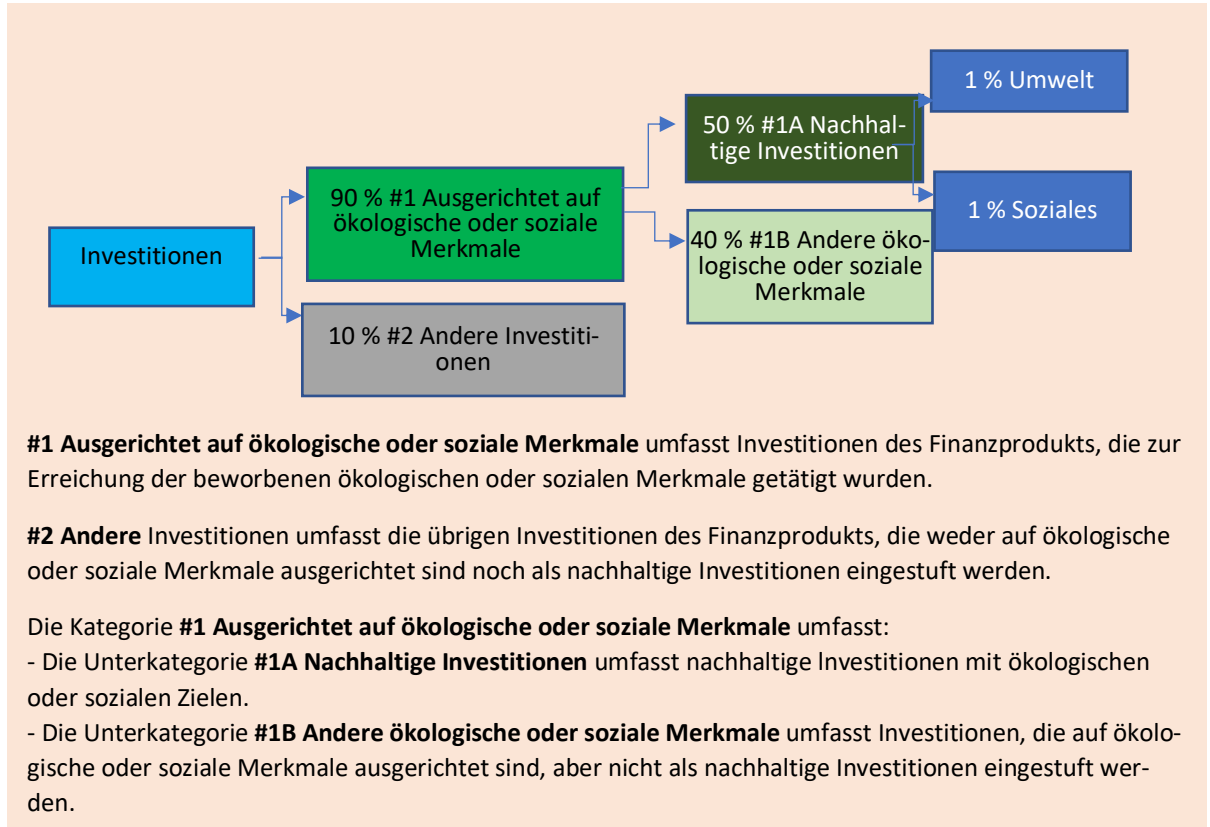 1 % Umwelt
50 % #1A Nachhal-
tige Investitionen
90 % #1 Ausgerichtet auf
ökologische oder soziale
Merkmale
1 % Soziales
Investitionen
40 % #1B Andere öko-
logische oder soziale
Merkmale
10 % #2 Andere Investiti-
onen
#1 Ausgerichtet auf ökologische oder soziale Merkmale umfasst Investitionen des Finanzprodukts, die zur
Erreichung der beworbenen ökologischen oder sozialen Merkmale getätigt wurden.
#2 Andere Investitionen umfasst die übrigen Investitionen des Finanzprodukts, die weder auf ökologische
oder soziale Merkmale ausgerichtet sind noch als nachhaltige Investitionen eingestuft werden.
Die Kategorie #1 Ausgerichtet auf ökologische oder soziale Merkmale umfasst:
- Die Unterkategorie #1A Nachhaltige Investitionen umfasst nachhaltige lnvestitionen mit ökologischen
oder sozialen Zielen.
- Die Unterkategorie #1B Andere ökologische oder soziale Merkmale umfasst Investitionen, die auf ökolo-
gische oder soziale Merkmale ausgerichtet sind, aber nicht als nachhaltige Investitionen eingestuft wer-
den.